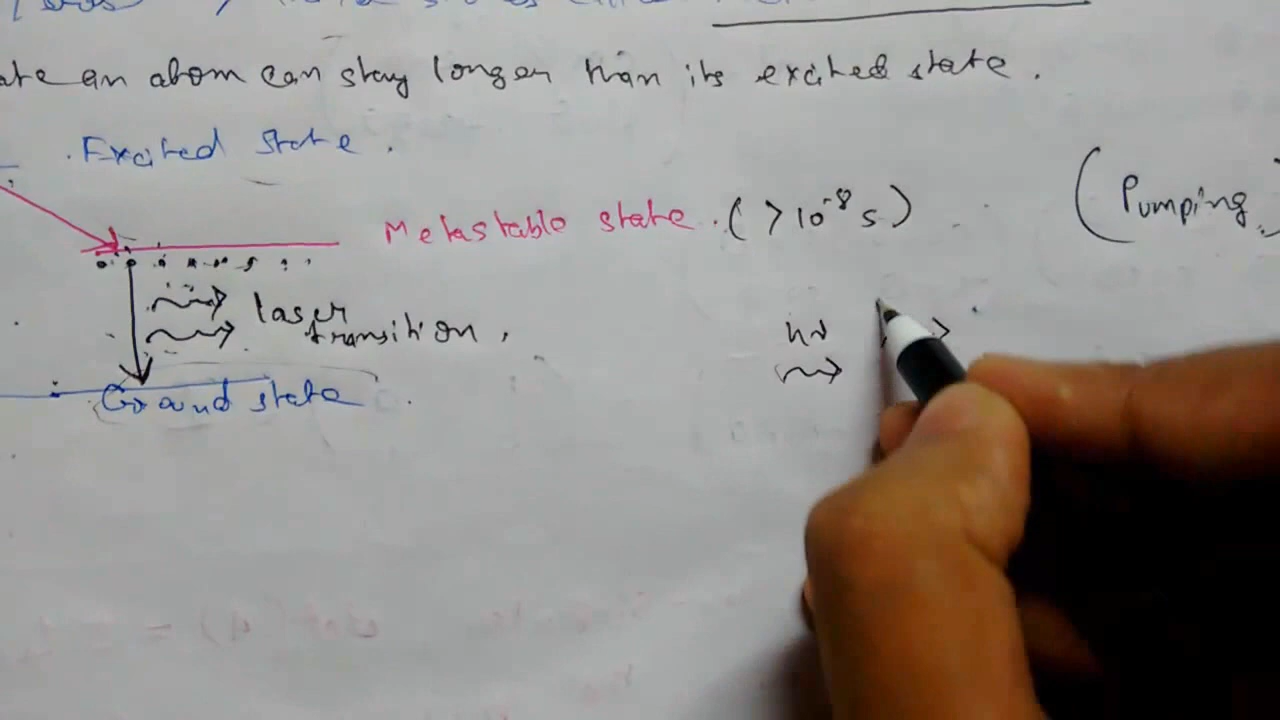 an atom can stay longer than its excited state.
Excited state.
Metastable state. (>10⁻⁸ s)
(Pumping.)
laser
transition.
hν
Ground state